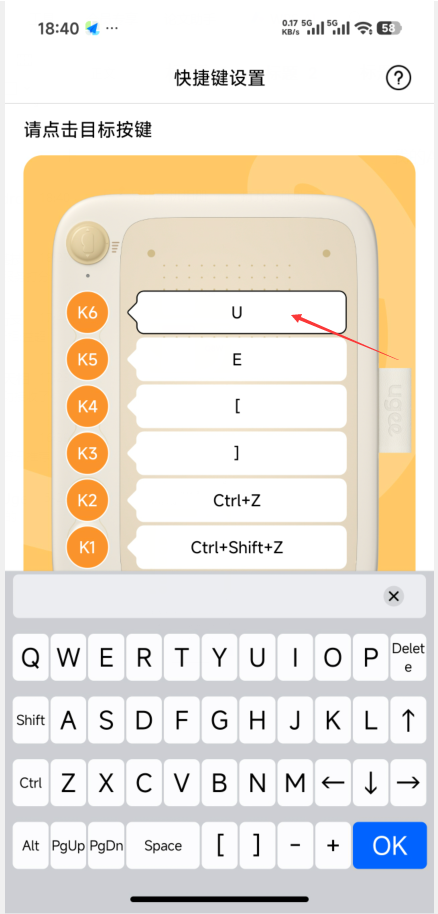 18:40 ···
0.17 KB/s 5G 5G 58
快捷键设置
?
请点击目标按键
K6 U
K5 E
K4 [
K3 ]
K2 Ctrl+Z
K1 Ctrl+Shift+Z
ugee
×
Q W E R T Y U I O P Delete
Shift A S D F G H J K L ↑
Ctrl Z X C V B N M ← ↓ →
Alt PgUp PgDn Space [ ] - + OK